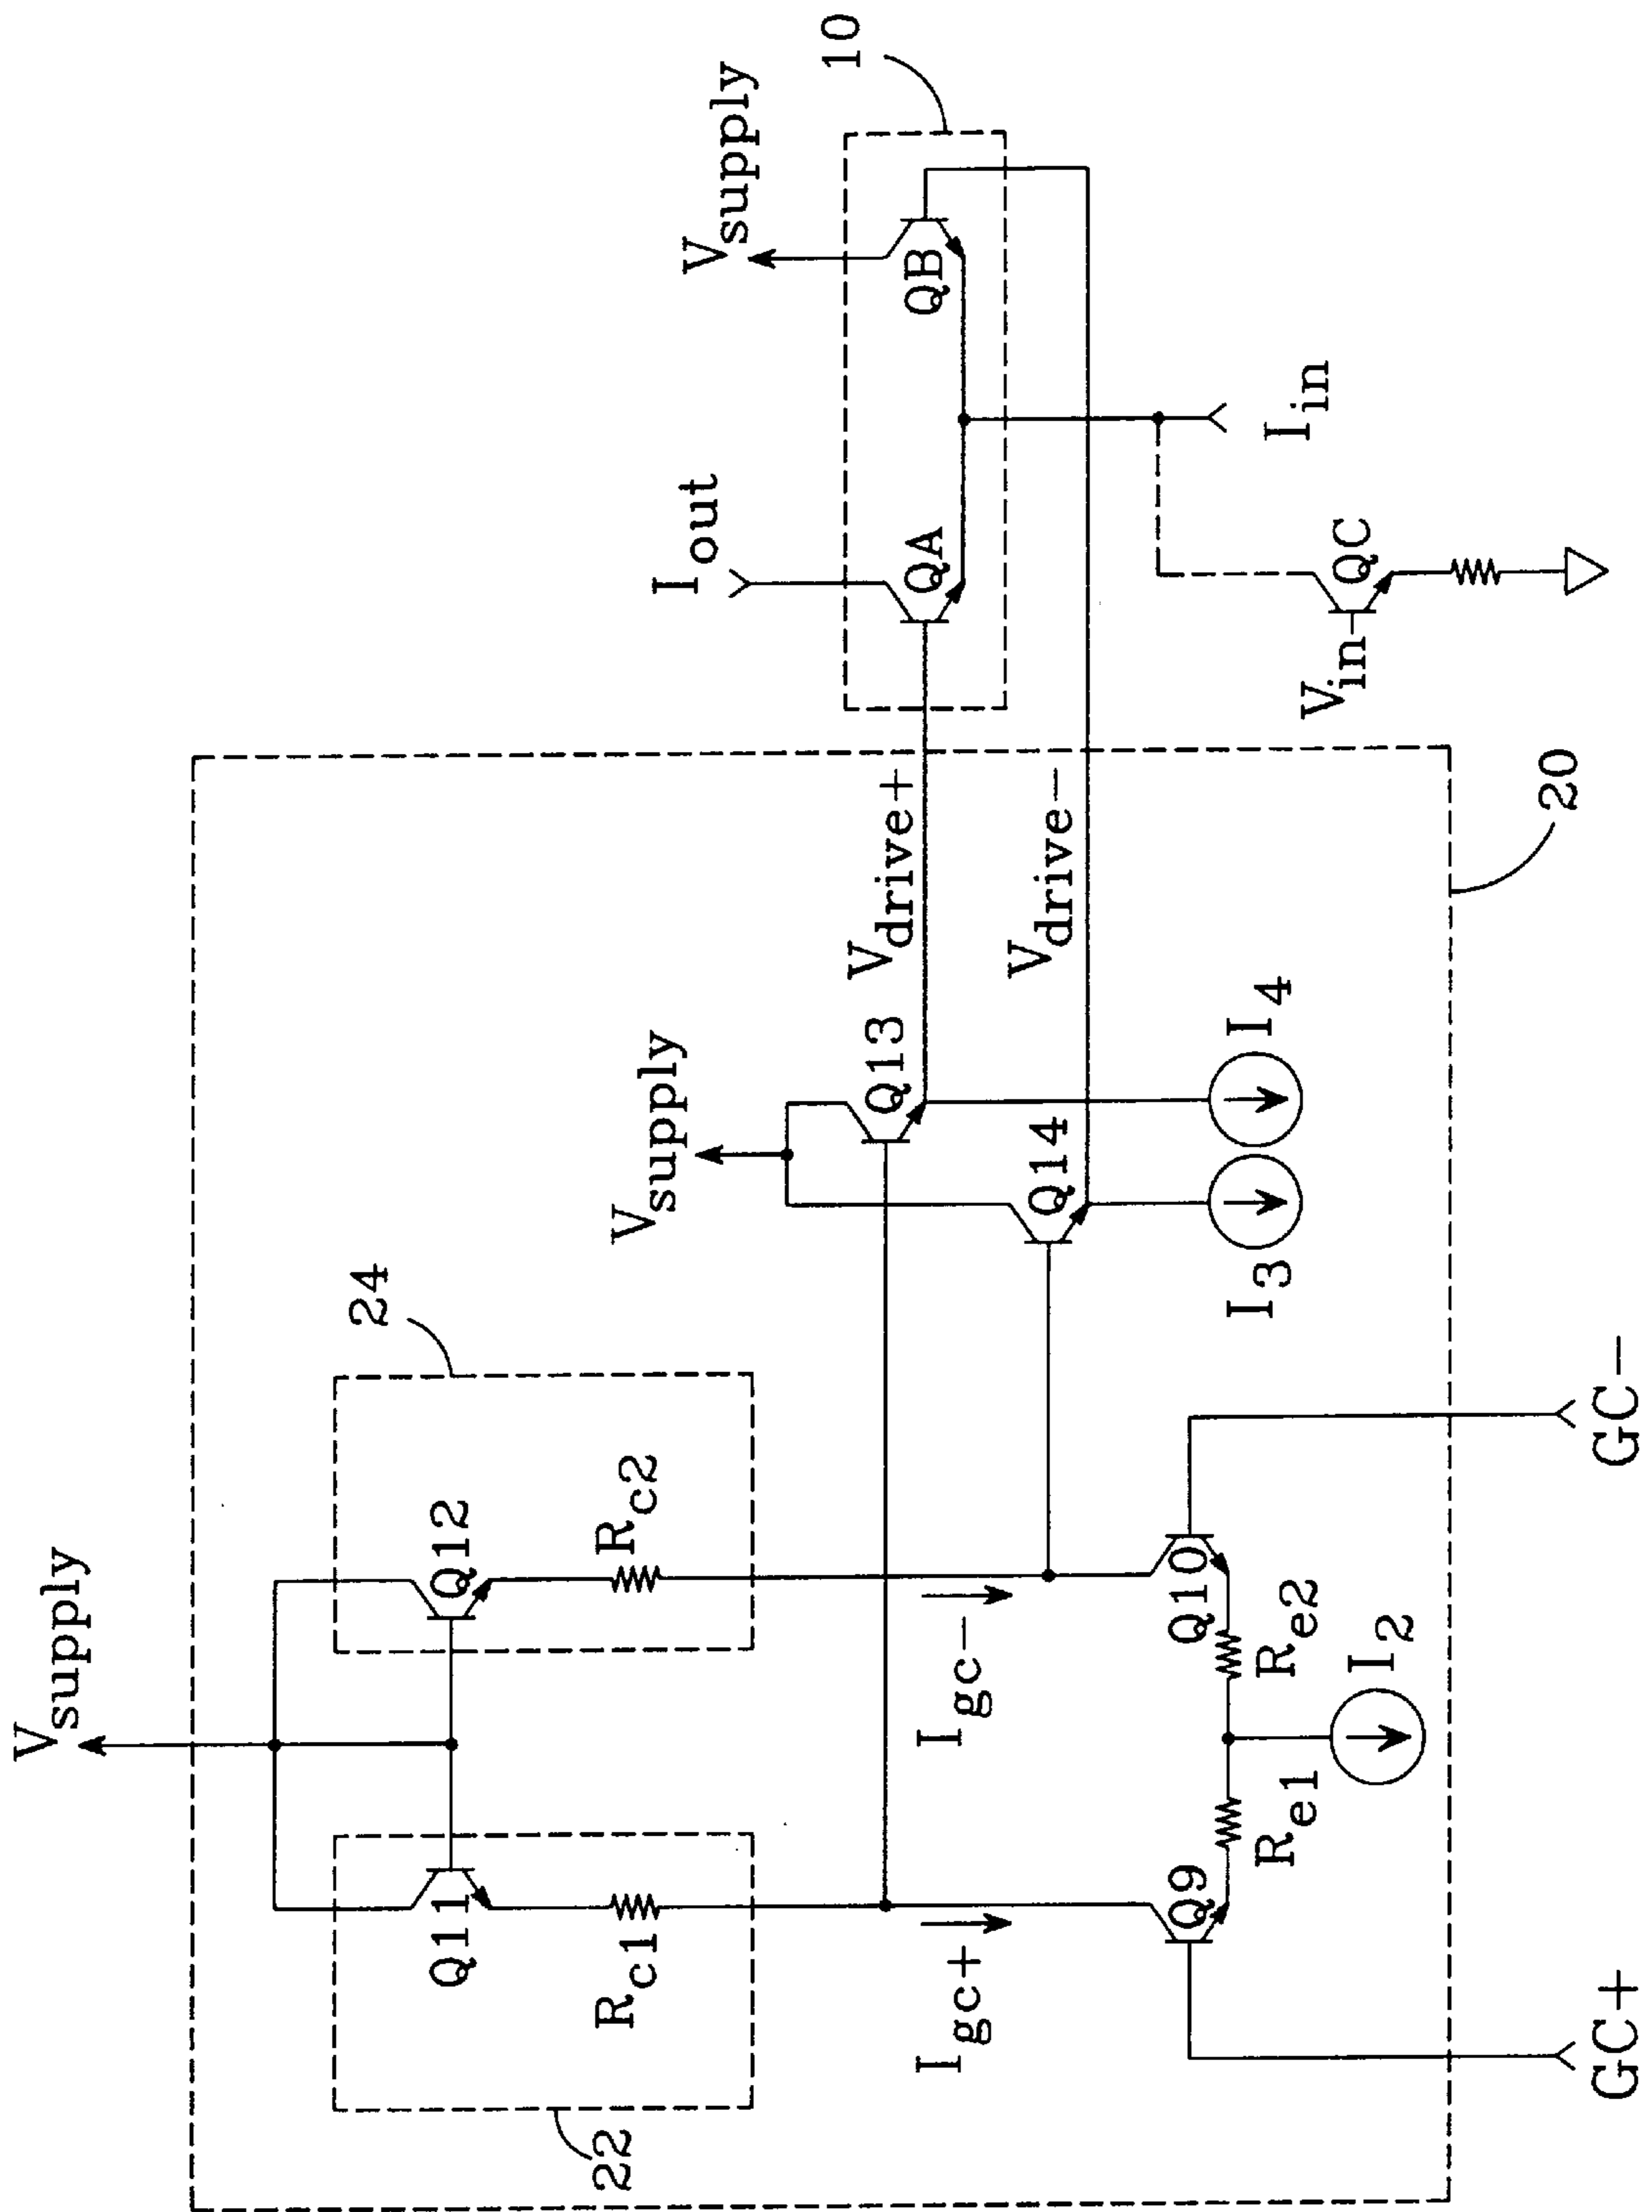 Vsupply
22
24
Q11
Q12
Rc1
Rc2
Igc+
Igc-
Q9
Q10
Re1
Re2
I2
GC+
GC-
Vsupply
Q13
Q14
I3
I4
Vdrive+
Vdrive-
20
Iout
Vsupply
10
QA
QB
Iin
Vin
QC